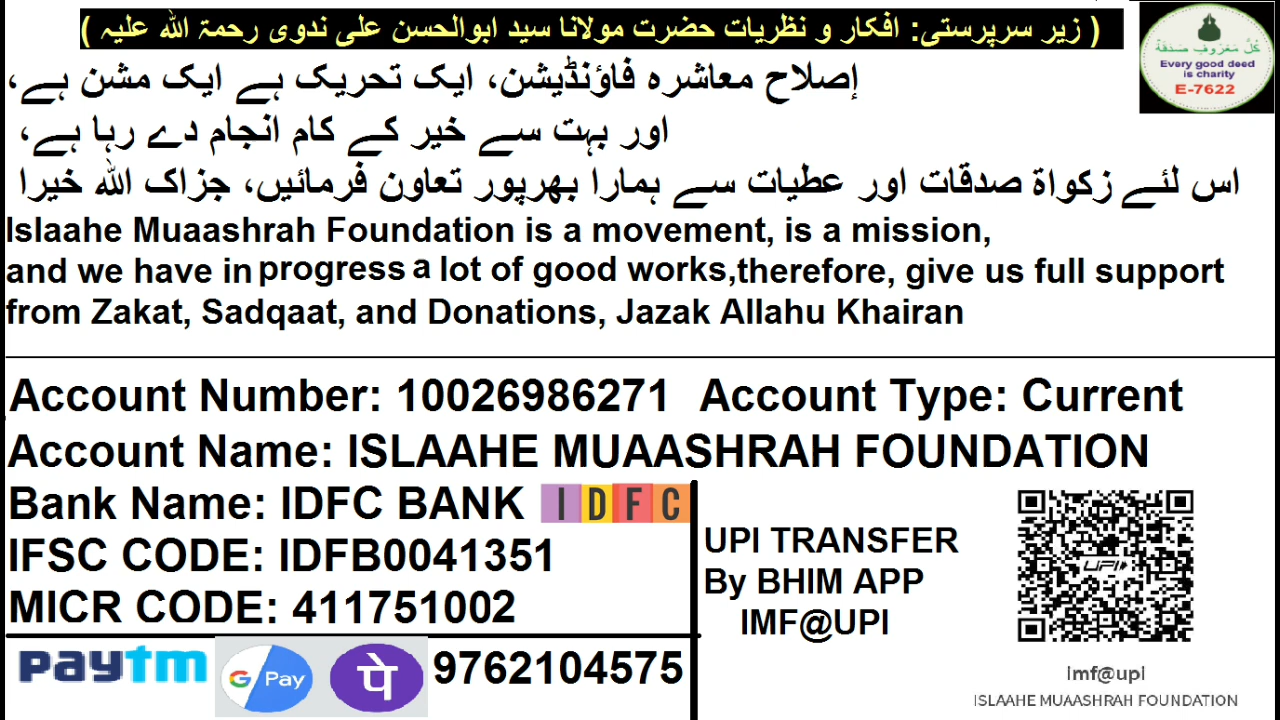 ( زیر سرپرستی: افکار و نظریات حضرت مولانا سید ابوالحسن علی ندوی رحمۃ اللہ علیہ )
كُلُّ مَعْرُوفٍ صَدَقَةٌ
Every good deed
is charity
E-7622
إصلاح معاشرہ فاؤنڈیشن، ایک تحریک ہے ایک مشن ہے،
اور بہت سے خیر کے کام انجام دے رہا ہے،
اس لئے زکواۃ صدقات اور عطیات سے ہمارا بھرپور تعاون فرمائیں، جزاک اللہ خیرا
Islaahe Muaashrah Foundation is a movement, is a mission,
and we have in progress a lot of good works,therefore, give us full support
from Zakat, Sadqaat, and Donations, Jazak Allahu Khairan
Account Number: 10026986271 Account Type: Current
Account Name: ISLAAHE MUAASHRAH FOUNDATION
Bank Name: IDFC BANK IDFC
IFSC CODE: IDFB0041351
MICR CODE: 411751002
UPI TRANSFER
By BHIM APP
IMF@UPI
UPI
imf@upi
ISLAAHE MUAASHRAH FOUNDATION
paytm G Pay पे 9762104575